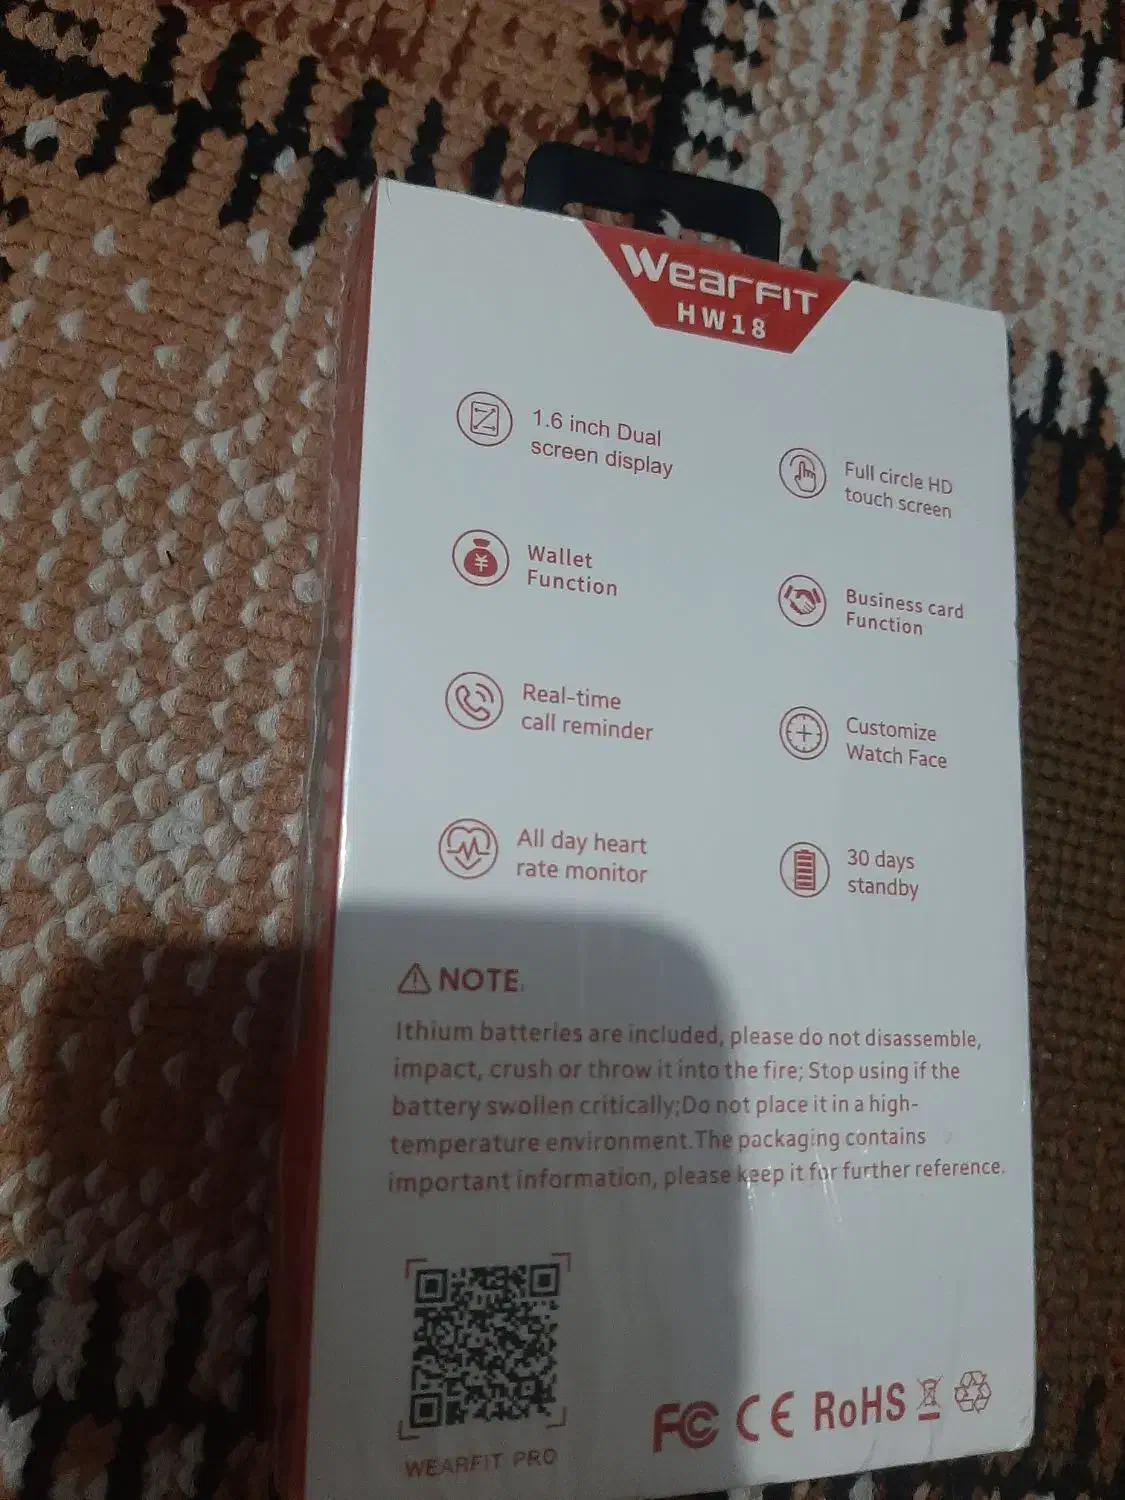 WearFIT
HW18
1.6 inch Dual
screen display
Full circle HD
touch screen
Wallet
Function
Business card
Function
Real-time
call reminder
Customize
Watch Face
All day heart
rate monitor
30 days
standby
NOTE
Ithium batteries are included, please do not disassemble,
impact, crush or throw it into the fire; Stop using if the
battery swollen critically;Do not place it in a high-
temperature environment.The packaging contains
important information, please keep it for further reference.
WEARFIT PRO
FC CE RoHS